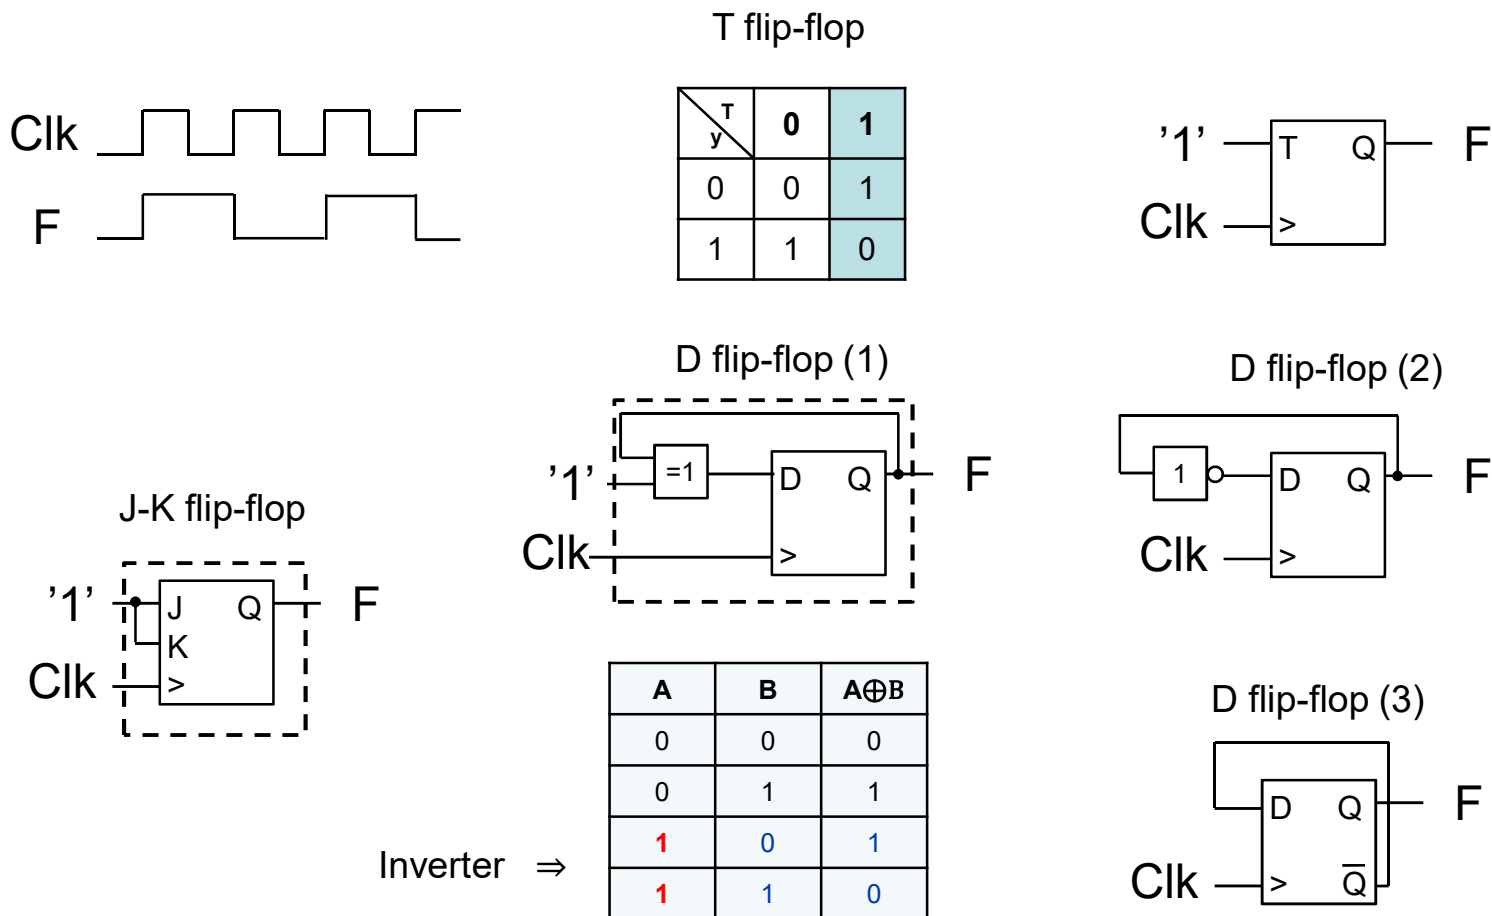 T flip-flop
Clk
F
T
y
0 1
0 0 1
1 1 0
’1’ T Q F
Clk >
D flip-flop (1)
’1’ =1 D Q F
Clk >
D flip-flop (2)
1 D Q F
Clk >
J-K flip-flop
’1’ J Q F
K
Clk >
A B A⊕B
0 0 0
0 1 1
1 0 1
1 1 0
Inverter ⇒
D flip-flop (3)
D Q F
Clk > Q̅